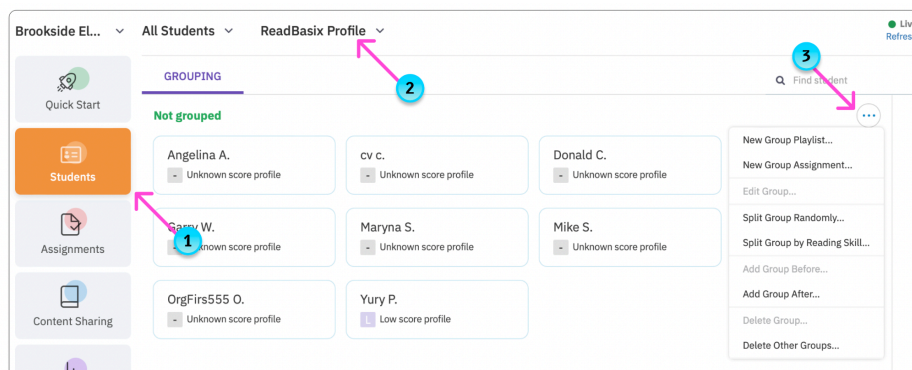 Brookside El... All Students ReadBasix Profile Liv
Refres
3
GROUPING
2
Find student
Quick Start
Not grouped
New Group Playlist...
Angelina A.
cv c.
Donald C.
New Group Assignment...
- Unknown score profile
- Unknown score profile
- Unknown score profile
Students
Edit Group...
Split Group Randomly...
Garry W.
Maryna S.
Mike S.
1
Split Group by Reading Skill...
- Unknown score profile
- Unknown score profile
- Unknown score profile
Assignments
Add Group Before...
Add Group After...
OrgFirs555 O.
Yury P.
- Unknown score profile
L Low score profile
Content Sharing
Delete Group...
Delete Other Groups...